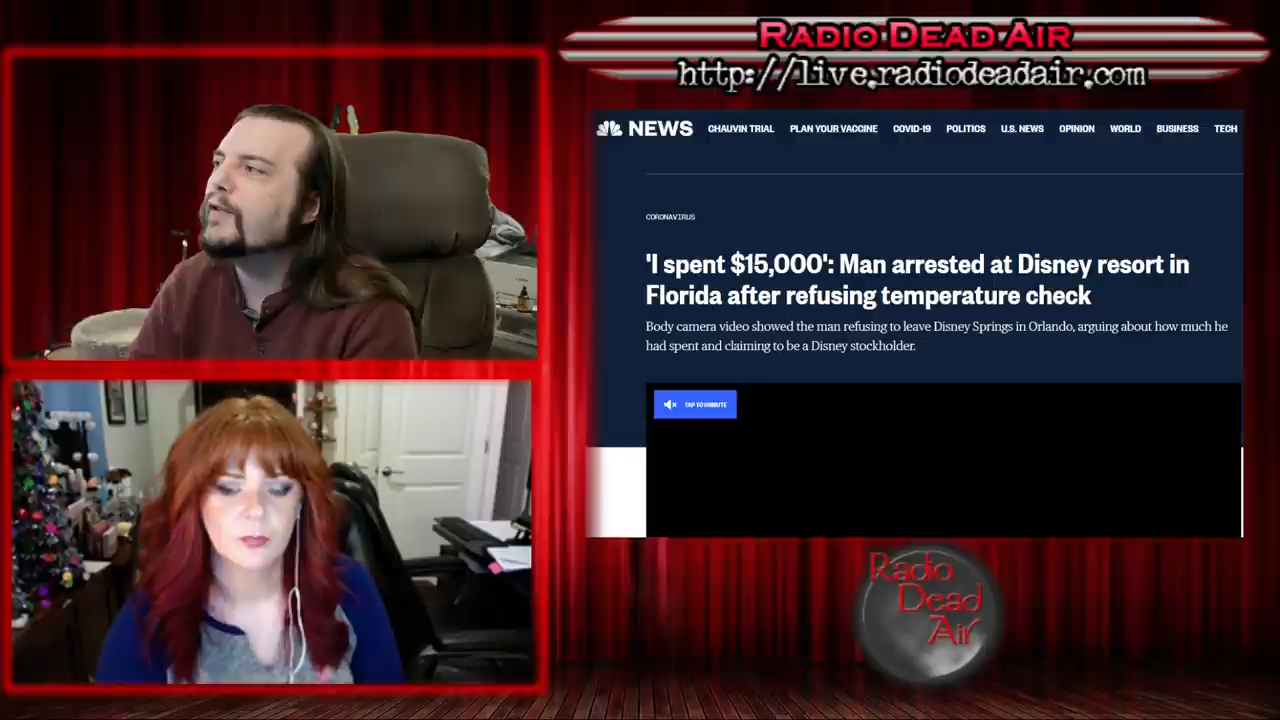 RADIO DEAD AIR
http://live.radiodeadair.com
NEWS CHAUVIN TRIAL PLAN YOUR VACCINE COVID-19 POLITICS U.S. NEWS OPINION WORLD BUSINESS TECH
CORONAVIRUS
'I spent $15,000': Man arrested at Disney resort in
Florida after refusing temperature check
Body camera video showed the man refusing to leave Disney Springs in Orlando, arguing about how much he
had spent and claiming to be a Disney stockholder.
TAP TO UNMUTE
Radio
Dead
Air